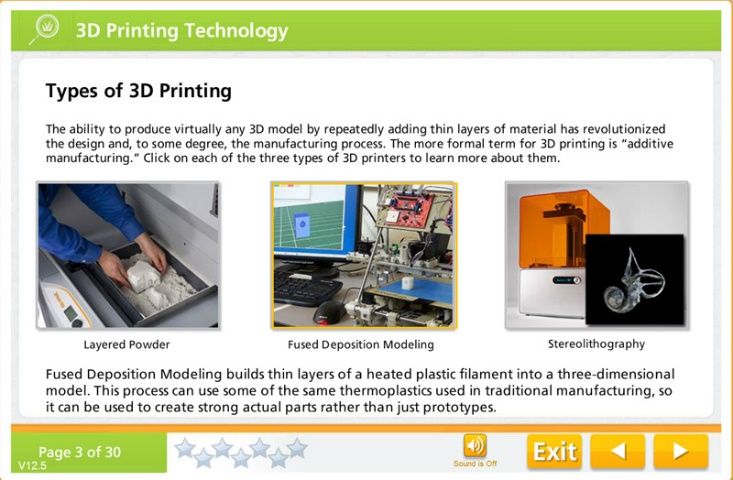 3D Printing Technology
Types of 3D Printing
The ability to produce virtually any 3D model by repeatedly adding thin layers of material has revolutionized
the design and, to some degree, the manufacturing process. The more formal term for 3D printing is “additive
manufacturing.” Click on each of the three types of 3D printers to learn more about them.
Layered Powder
Fused Deposition Modeling
Stereolithography
Fused Deposition Modeling builds thin layers of a heated plastic filament into a three-dimensional
model. This process can use some of the same thermoplastics used in traditional manufacturing, so
it can be used to create strong actual parts rather than just prototypes.
Page 3 of 30
V12.5
Sound is Off
Exit